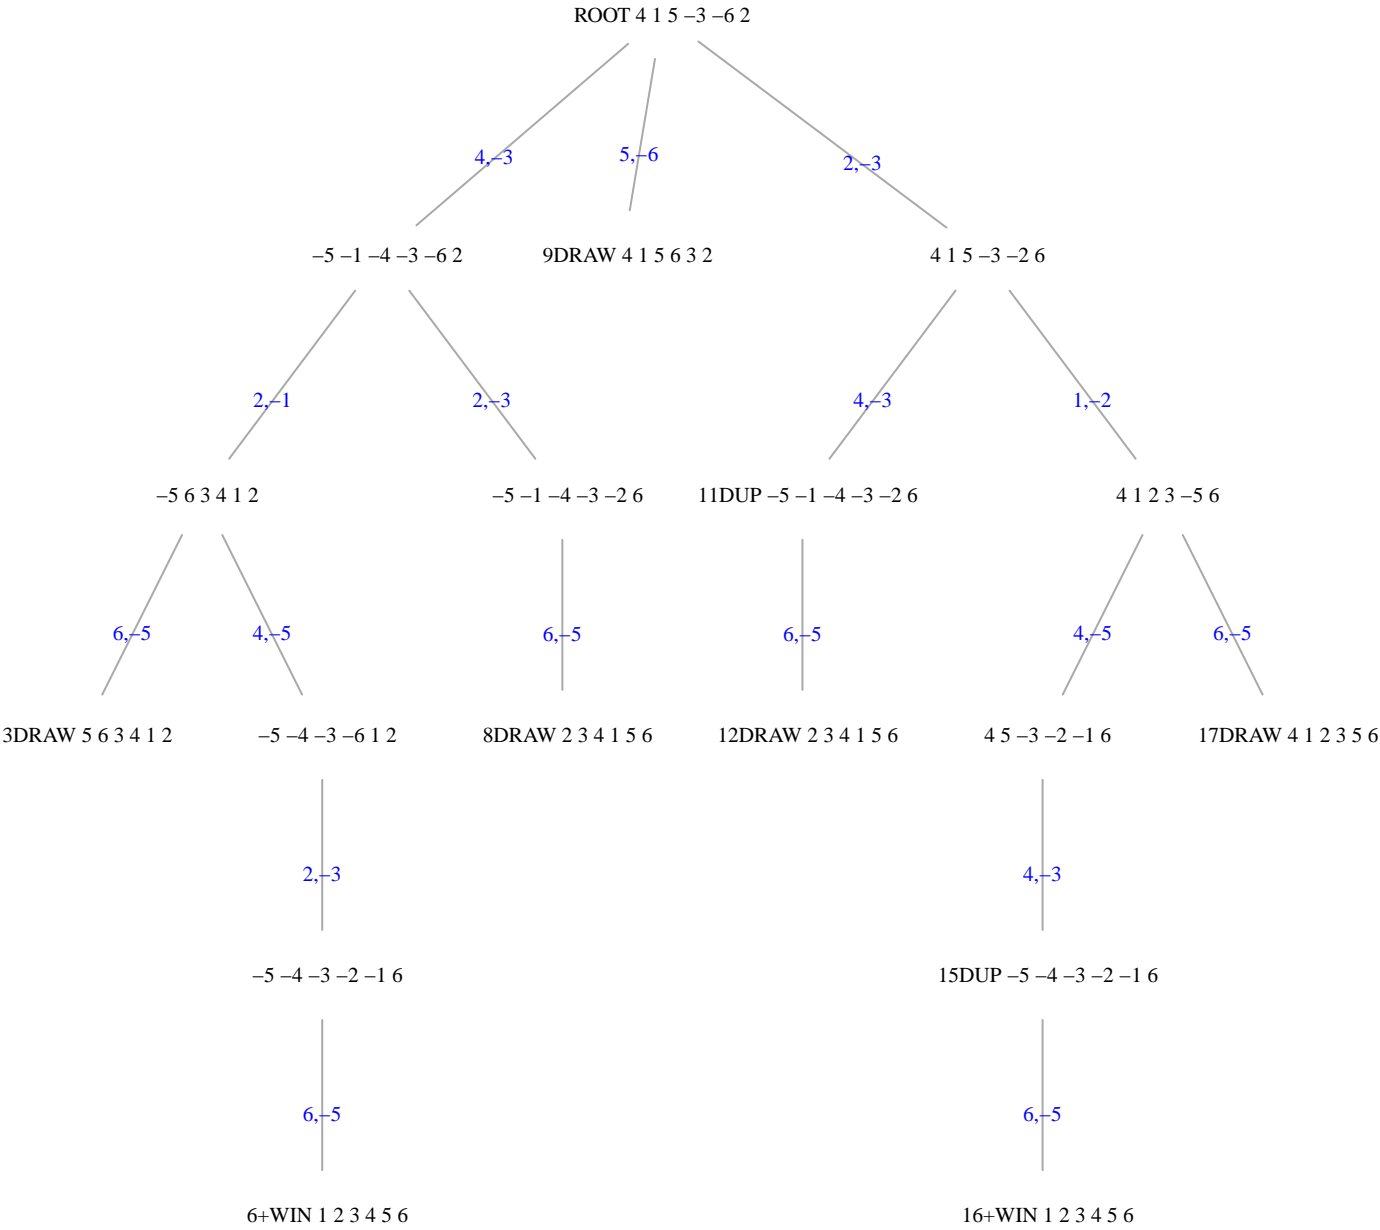 ROOT 4 1 5 –3 –6 2
4,–3
5,–6
2,–3
–5 –1 –4 –3 –6 2
9DRAW 4 1 5 6 3 2
4 1 5 –3 –2 6
2,–1
2,–3
4,–3
1,–2
–5 6 3 4 1 2
–5 –1 –4 –3 –2 6
11DUP –5 –1 –4 –3 –2 6
4 1 2 3 –5 6
6,–5
4,–5
6,–5
6,–5
4,–5
6,–5
3DRAW 5 6 3 4 1 2
–5 –4 –3 –6 1 2
8DRAW 2 3 4 1 5 6
12DRAW 2 3 4 1 5 6
4 5 –3 –2 –1 6
17DRAW 4 1 2 3 5 6
2,–3
4,–3
–5 –4 –3 –2 –1 6
15DUP –5 –4 –3 –2 –1 6
6,–5
6,–5
6+WIN 1 2 3 4 5 6
16+WIN 1 2 3 4 5 6